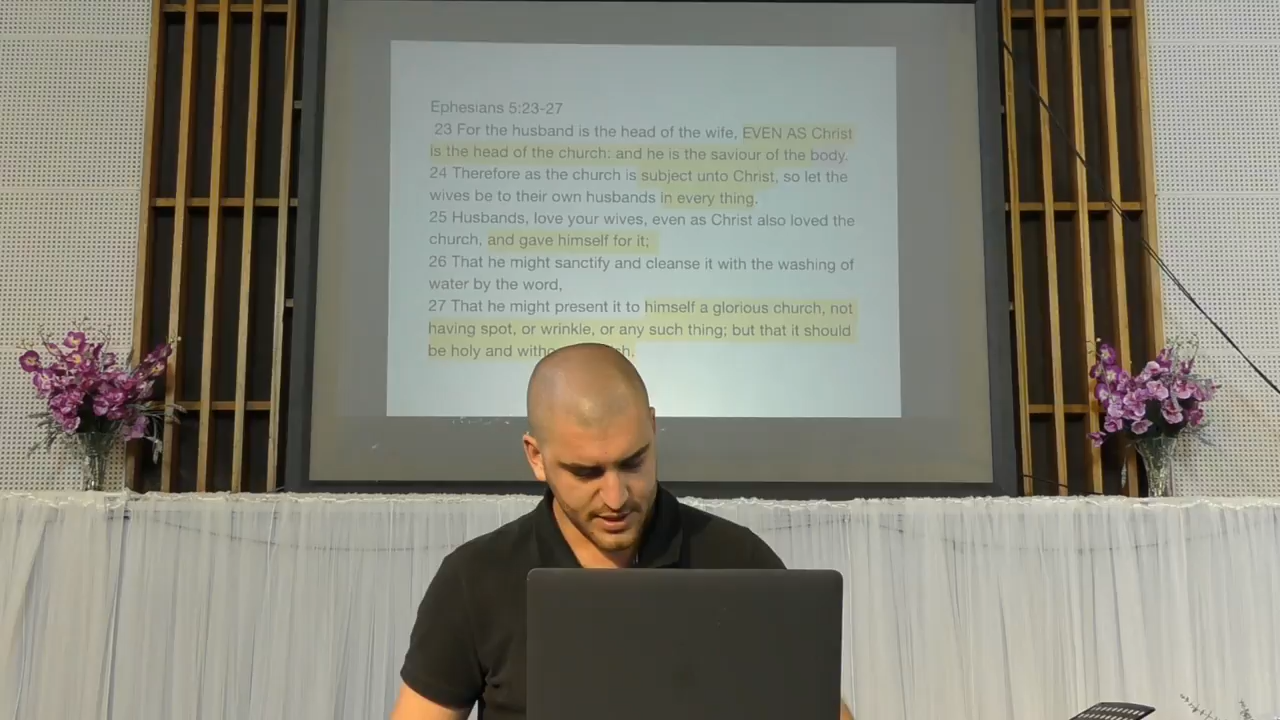 Ephesians 5:23-27
23 For the husband is the head of the wife, EVEN AS Christ
is the head of the church: and he is the saviour of the body.
24 Therefore as the church is subject unto Christ, so let the
wives be to their own husbands in every thing.
25 Husbands, love your wives, even as Christ also loved the
church, and gave himself for it;
26 That he might sanctify and cleanse it with the washing of
water by the word,
27 That he might present it to himself a glorious church, not
having spot, or wrinkle, or any such thing; but that it should
be holy and